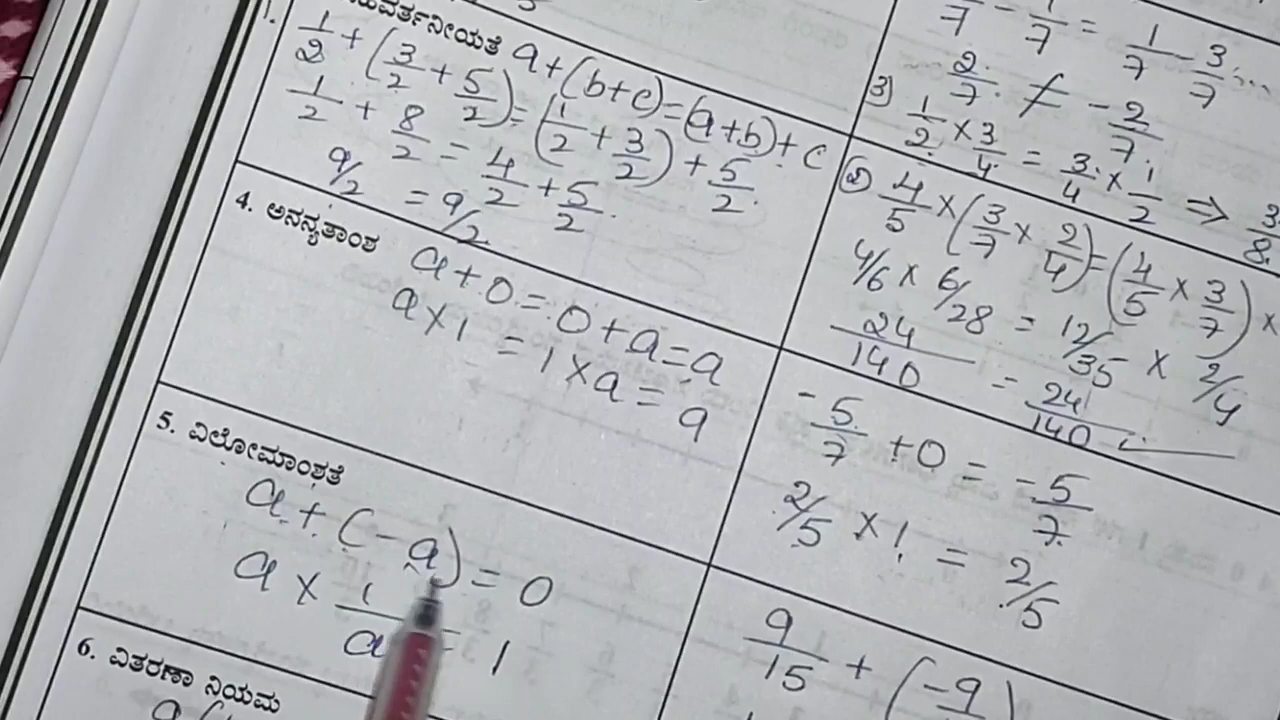 a+(b+c)=(a+b)+c
1/2 + (3/2 + 5/2) = (1/2 + 3/2) + 5/2
1/2 + 8/2 = 4/2 + 5/2
9/2 = 9/2
/7 - 1/7 = 1/7 - 3/7
2/7 ≠ -2/7
3) 1/2 × 3/4 = 3/4 × 1/2 ⇒ 3/8
② 4/5 × (3/7 × 2/4) = (4/5 × 3/7) ×
4/6 × 6/28 = 12/35 × 2/4
24/140 = 24/140
4. ಅನನ್ಯತಾಂಶ
a+0=0+a=a
a×1 = 1×a = a
-5/7 +0 = -5/7
2/5 × 1 = 2/5
5. ವಿಲೋಮಾಂಶತೆ
a+(-a)=0
a × 1/a = 1
9/15 + (-9
6. ವಿತರಣಾ ನಿಯಮ